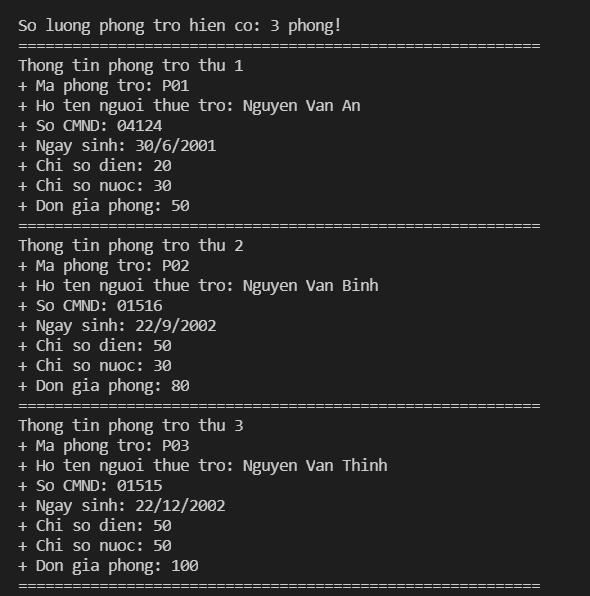 So luong phong tro hien co: 3 phong!
==========================================================
Thong tin phong tro thu 1
+ Ma phong tro: P01
+ Ho ten nguoi thue tro: Nguyen Van An
+ So CMND: 04124
+ Ngay sinh: 30/6/2001
+ Chi so dien: 20
+ Chi so nuoc: 30
+ Don gia phong: 50
==========================================================
Thong tin phong tro thu 2
+ Ma phong tro: P02
+ Ho ten nguoi thue tro: Nguyen Van Binh
+ So CMND: 01516
+ Ngay sinh: 22/9/2002
+ Chi so dien: 50
+ Chi so nuoc: 30
+ Don gia phong: 80
==========================================================
Thong tin phong tro thu 3
+ Ma phong tro: P03
+ Ho ten nguoi thue tro: Nguyen Van Thinh
+ So CMND: 01515
+ Ngay sinh: 22/12/2002
+ Chi so dien: 50
+ Chi so nuoc: 50
+ Don gia phong: 100
==========================================================